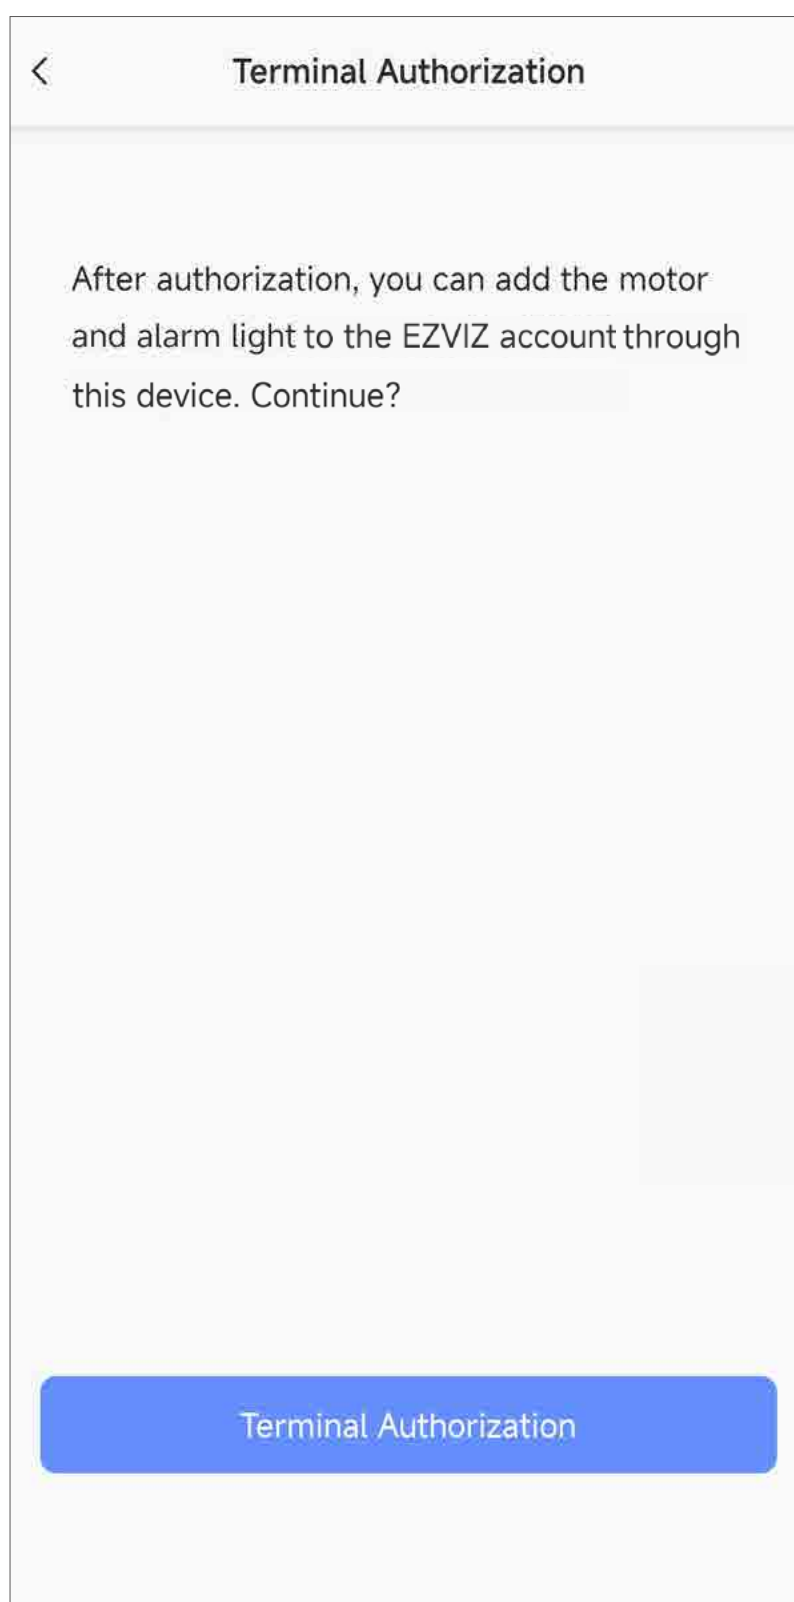 Terminal Authorization
After authorization, you can add the motor
and alarm light to the EZVIZ account through
this device. Continue?
Terminal Authorization